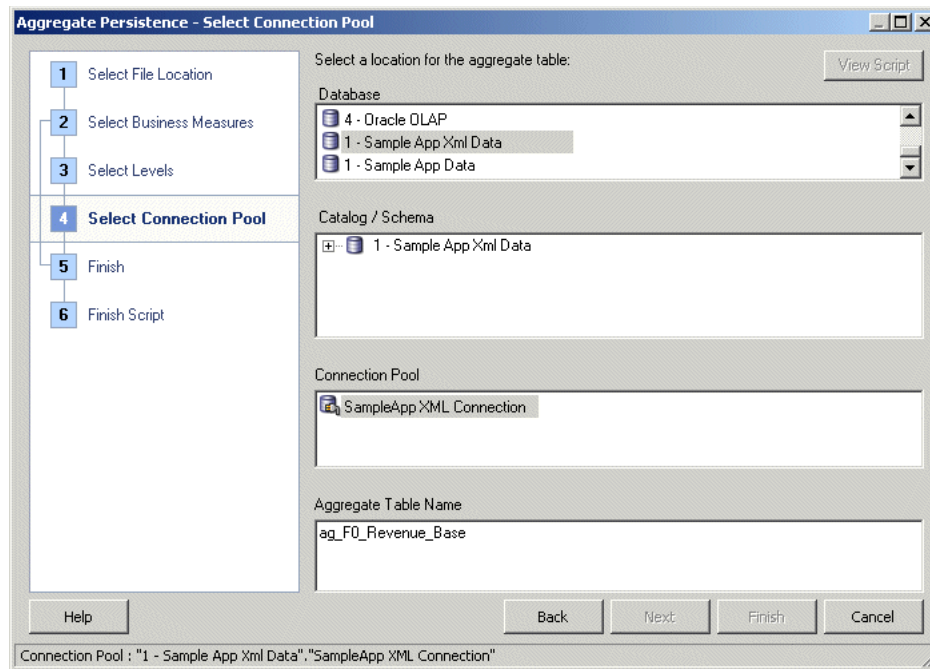 Aggregate Persistence - Select Connection Pool
1 Select File Location
2 Select Business Measures
3 Select Levels
4 Select Connection Pool
5 Finish
6 Finish Script
Select a location for the aggregate table:
View Script
Database
4 - Oracle OLAP
1 - Sample App Xml Data
1 - Sample App Data
Catalog / Schema
1 - Sample App Xml Data
Connection Pool
SampleApp XML Connection
Aggregate Table Name
ag_F0_Revenue_Base
Help Back Next Finish Cancel
Connection Pool : "1 - Sample App Xml Data"."SampleApp XML Connection"